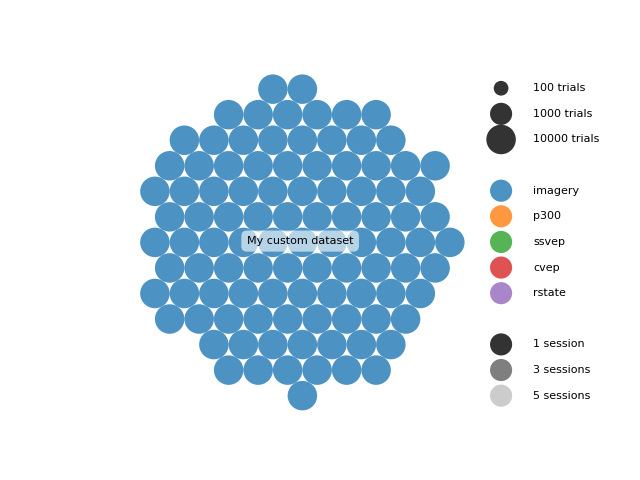 My custom dataset
100 trials
1000 trials
10000 trials
imagery
p300
ssvep
cvep
rstate
1 session
3 sessions
5 sessions